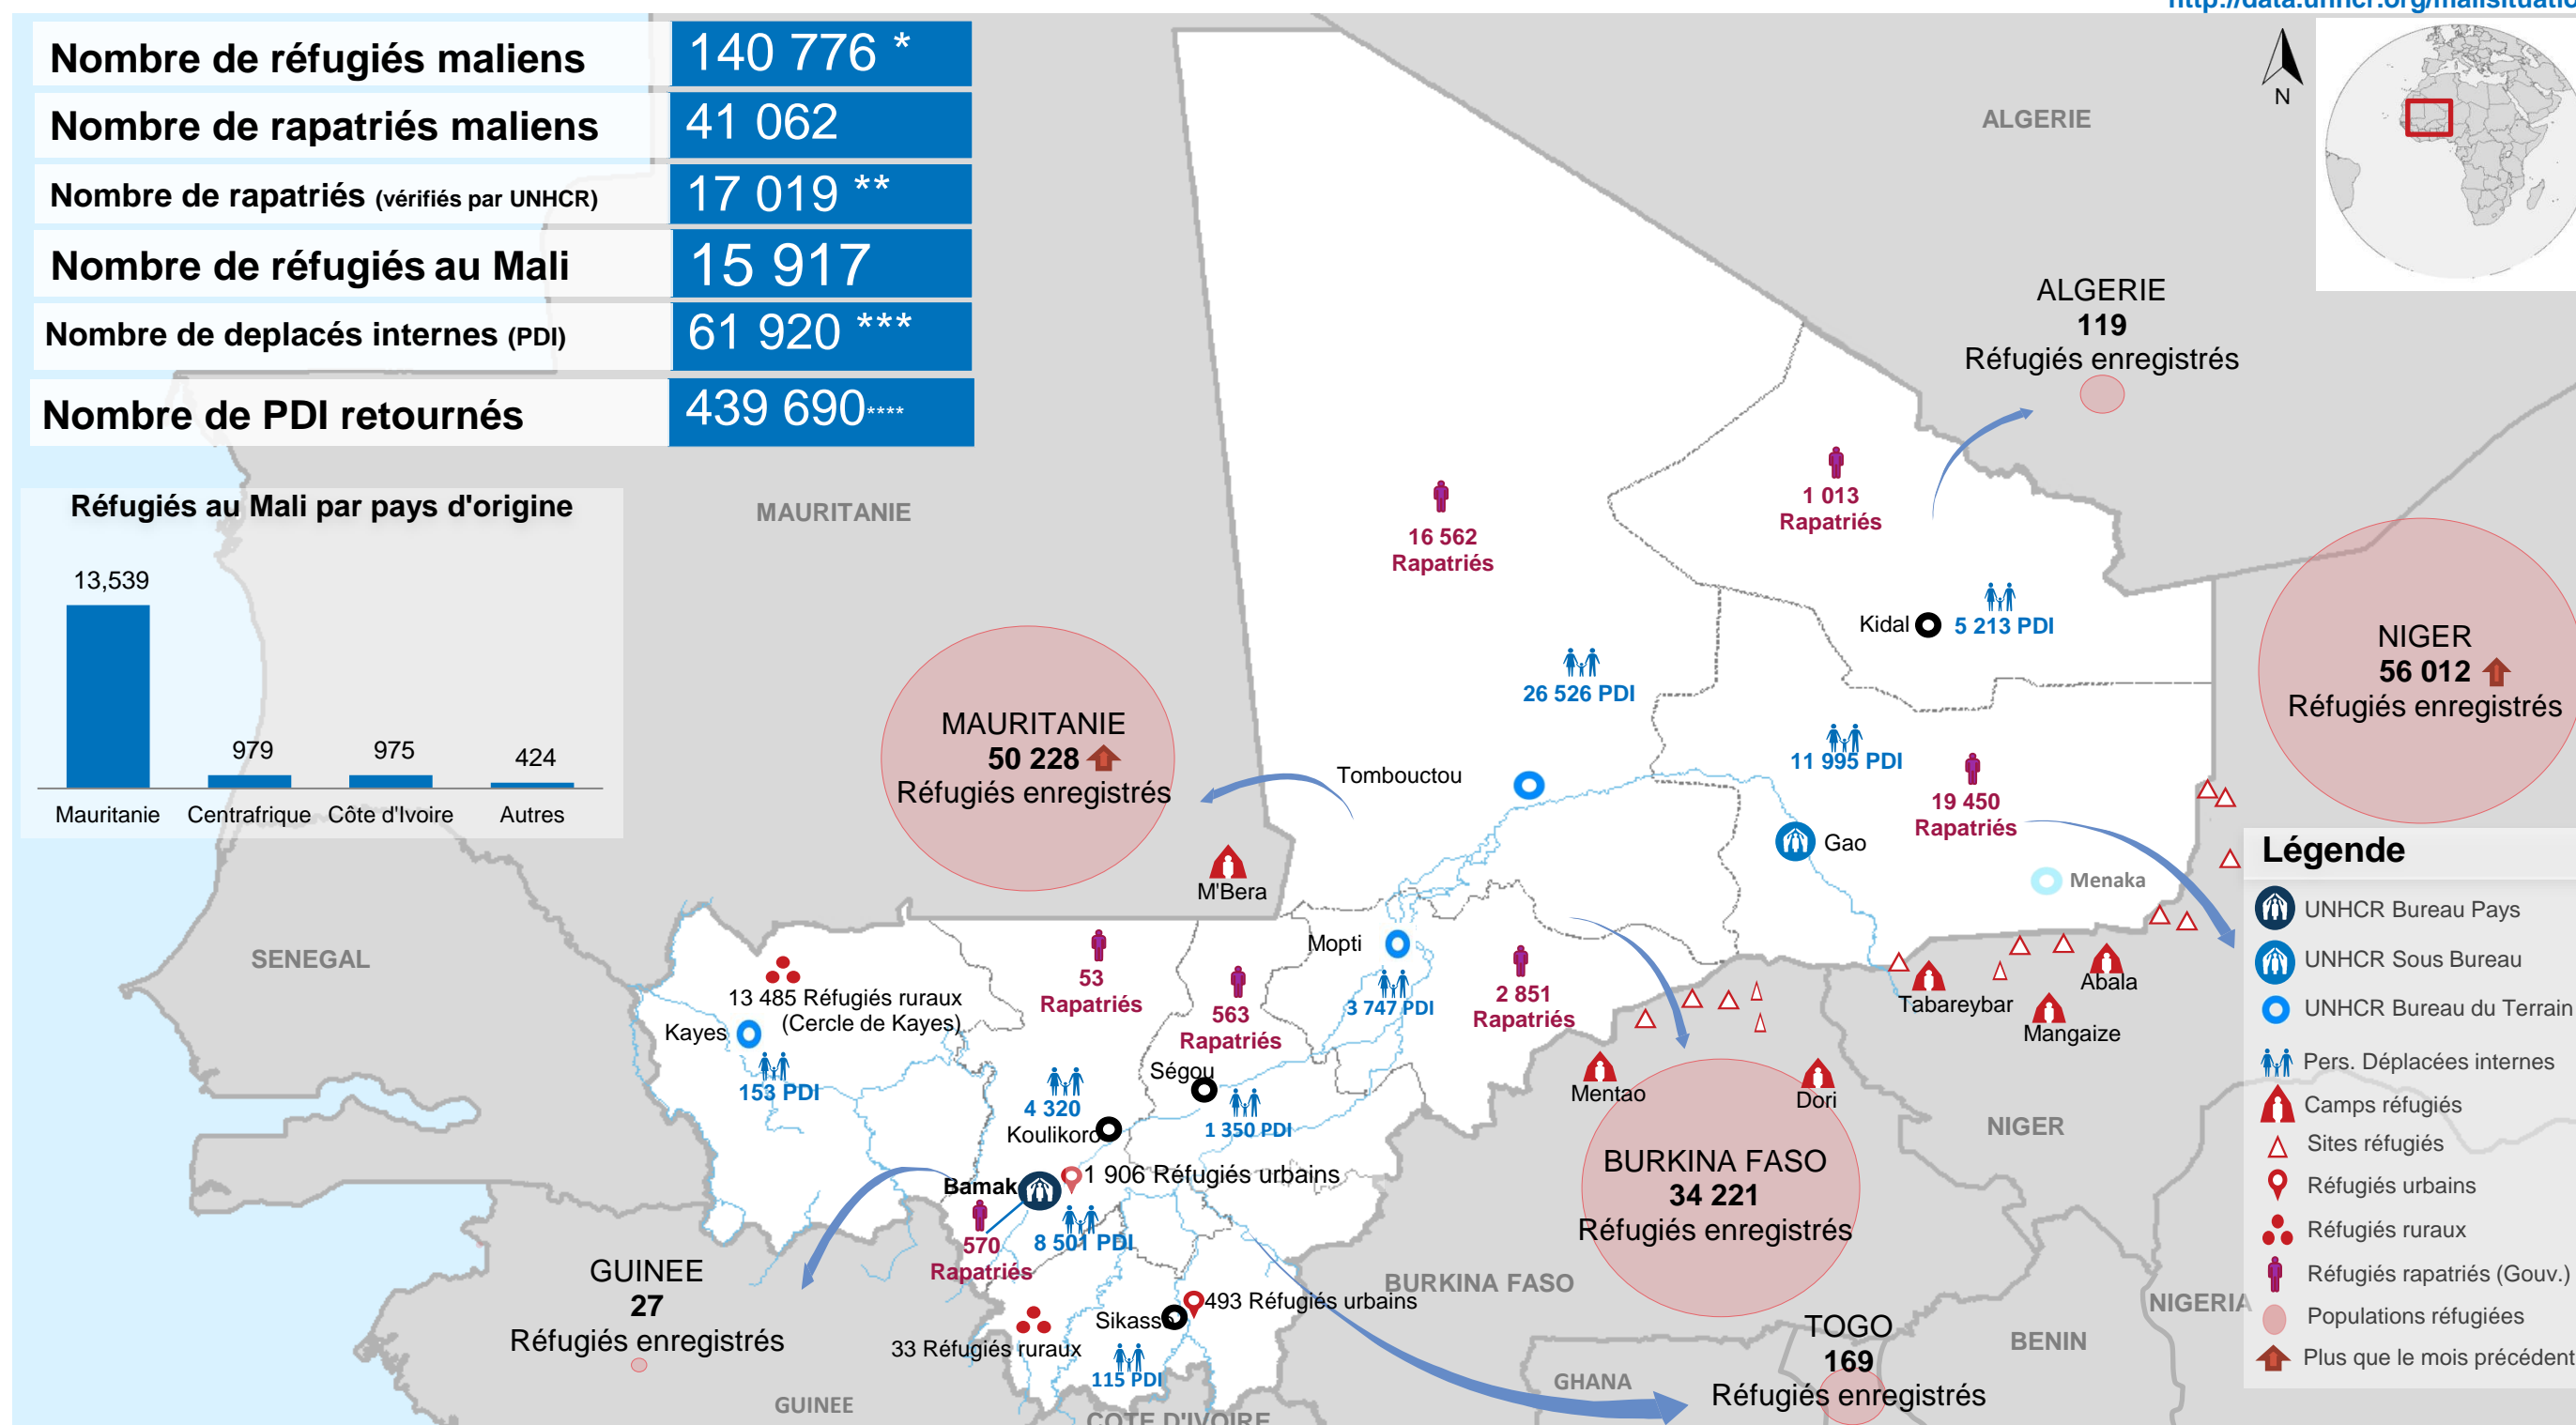 http://data.unhcr.org/malisituation
Nombre de réfugiés maliens 140 776 *
Nombre de rapatriés maliens 41 062
Nombre de rapatriés (vérifiés par UNHCR) 17 019 **
Nombre de réfugiés au Mali 15 917
Nombre de deplacés internes (PDI) 61 920 ***
Nombre de PDI retournés 439 690****
Réfugiés au Mali par pays d'origine
13,539
979
975
424
Mauritanie Centrafrique Côte d'Ivoire Autres
N
ALGERIE
ALGERIE
119
Réfugiés enregistrés
MAURITANIE
1 013
Rapatriés
16 562
Rapatriés
Kidal
5 213 PDI
26 526 PDI
NIGER
56 012
Réfugiés enregistrés
MAURITANIE
50 228
Réfugiés enregistrés
Tombouctou
11 995 PDI
19 450
Rapatriés
Gao
Menaka
M'Bera
SENEGAL
Mopti
3 747 PDI
53
Rapatriés
563
Rapatriés
2 851
Rapatriés
13 485 Réfugiés ruraux
(Cercle de Kayes)
Kayes
153 PDI
Tabareybar
Abala
Mangaize
Ségou
1 350 PDI
4 320
Koulikoro
Mentao
Dori
NIGER
Bamak
1 906 Réfugiés urbains
570
Rapatriés
8 501 PDI
BURKINA FASO
34 221
Réfugiés enregistrés
BURKINA FASO
GUINEE
27
Réfugiés enregistrés
Sikasso
493 Réfugiés urbains
33 Réfugiés ruraux
115 PDI
NIGERIA
BENIN
TOGO
169
Réfugiés enregistrés
GHANA
GUINEE
COTE D'IVOIRE
Légende
UNHCR Bureau Pays
UNHCR Sous Bureau
UNHCR Bureau du Terrain
Pers. Déplacées internes
Camps réfugiés
Sites réfugiés
Réfugiés urbains
Réfugiés ruraux
Réfugiés rapatriés (Gouv.)
Populations réfugiées
Plus que le mois précédent